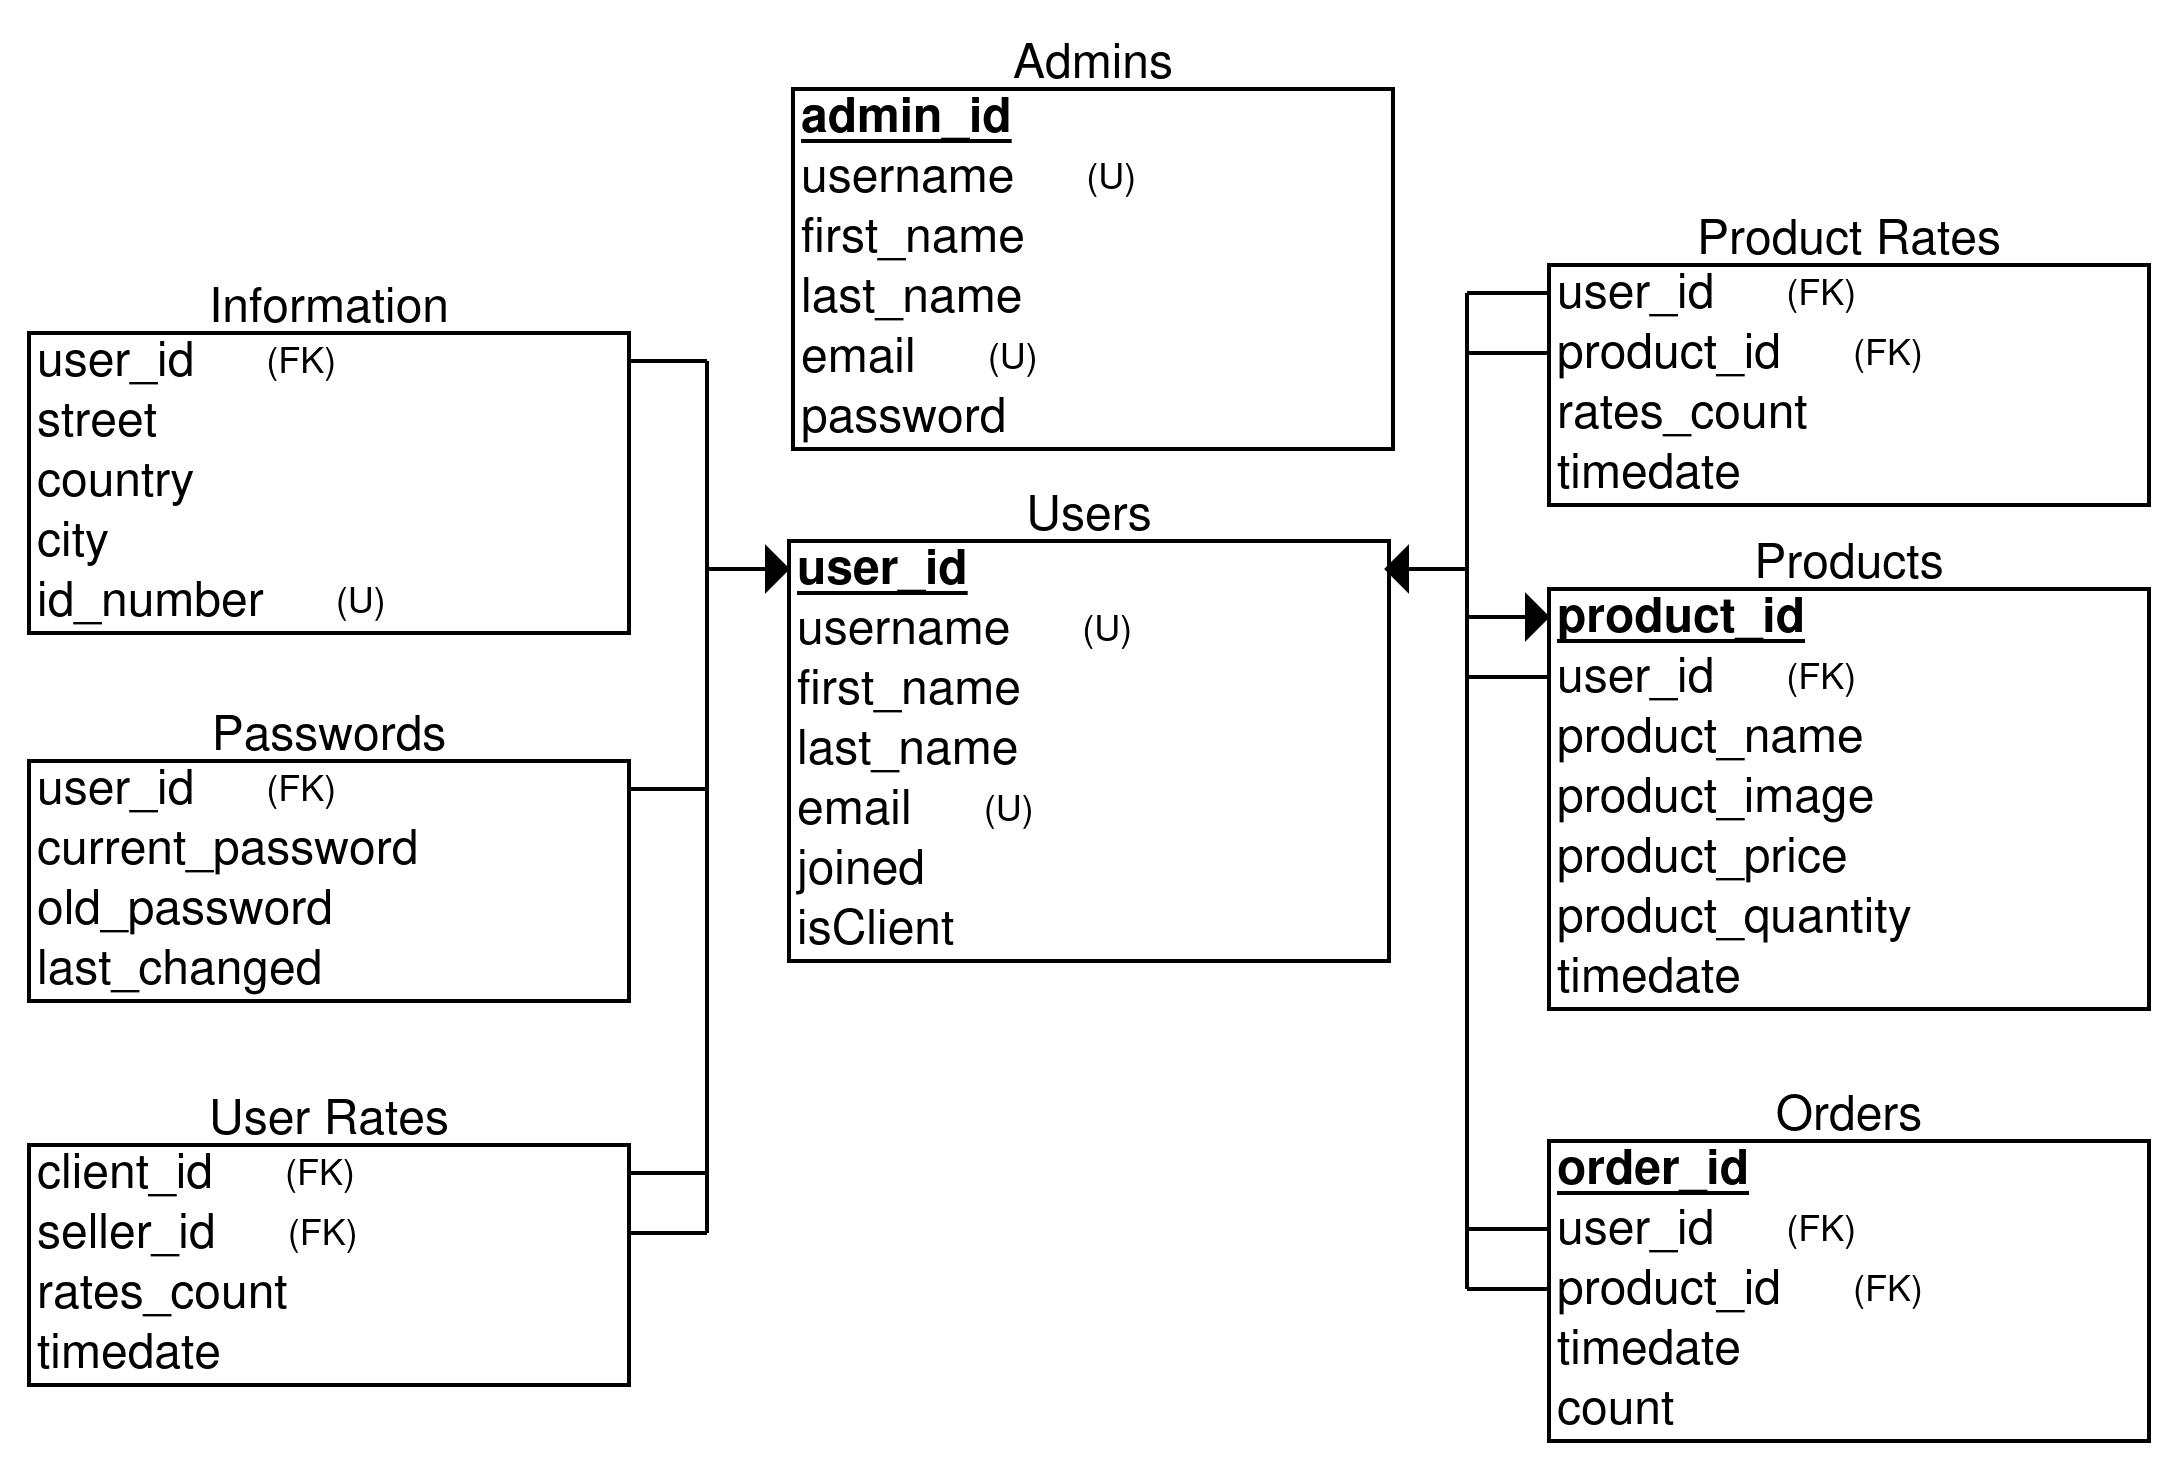 Admins
admin_id
username (U)
first_name
last_name
email (U)
password
Information
user_id (FK)
street
country
city
id_number (U)
Passwords
user_id (FK)
current_password
old_password
last_changed
User Rates
client_id (FK)
seller_id (FK)
rates_count
timedate
Users
user_id
username (U)
first_name
last_name
email (U)
joined
isClient
Product Rates
user_id (FK)
product_id (FK)
rates_count
timedate
Products
product_id
user_id (FK)
product_name
product_image
product_price
product_quantity
timedate
Orders
order_id
user_id (FK)
product_id (FK)
timedate
count